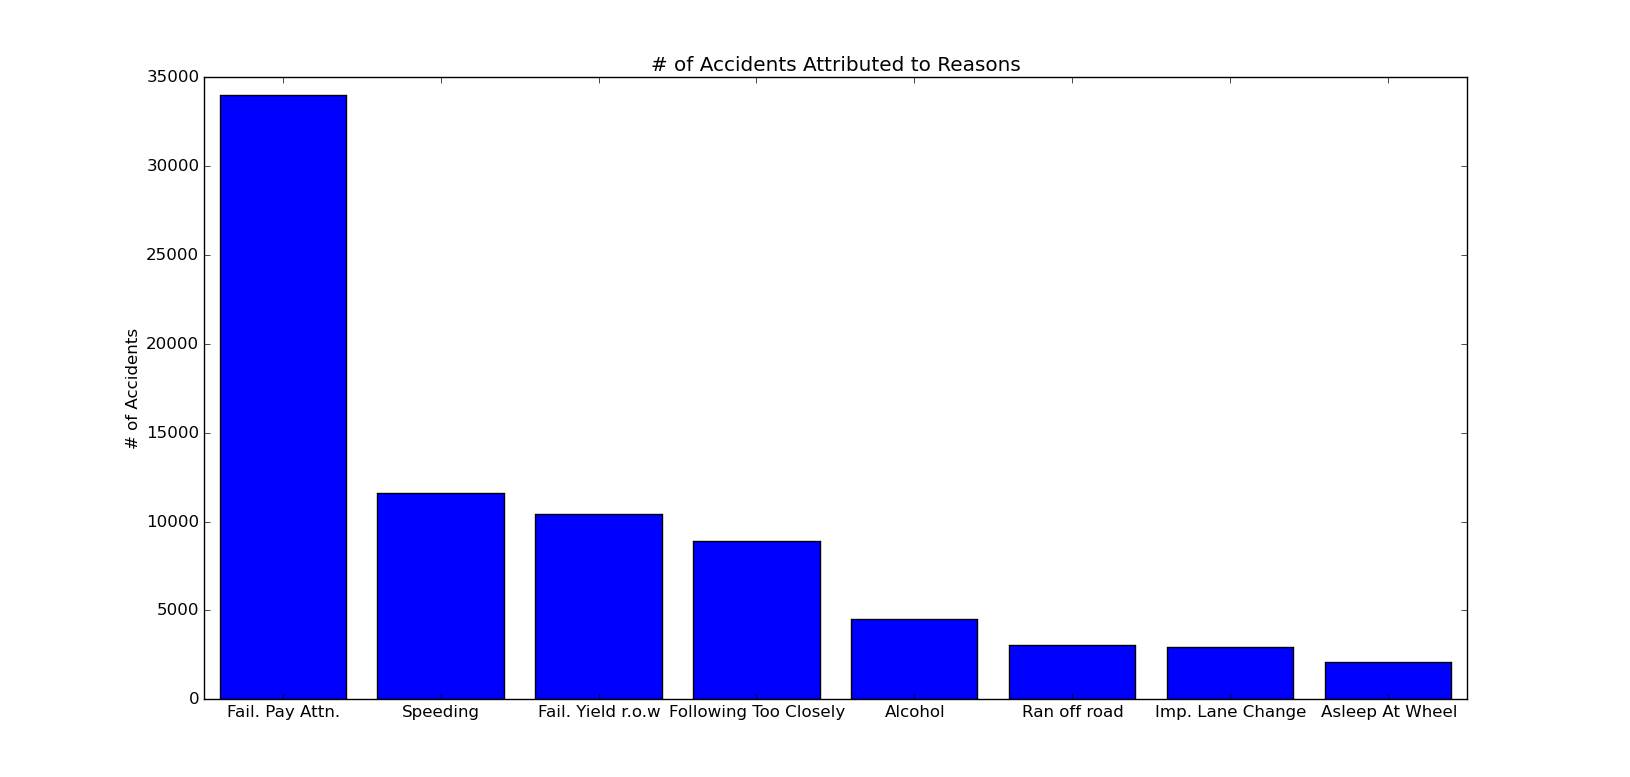 # of Accidents Attributed to Reasons
35000
30000
25000
20000
15000
10000
5000
0
# of Accidents
Fail. Pay Attn. Speeding Fail. Yield r.o.w Following Too Closely Alcohol Ran off road Imp. Lane Change Asleep At Wheel